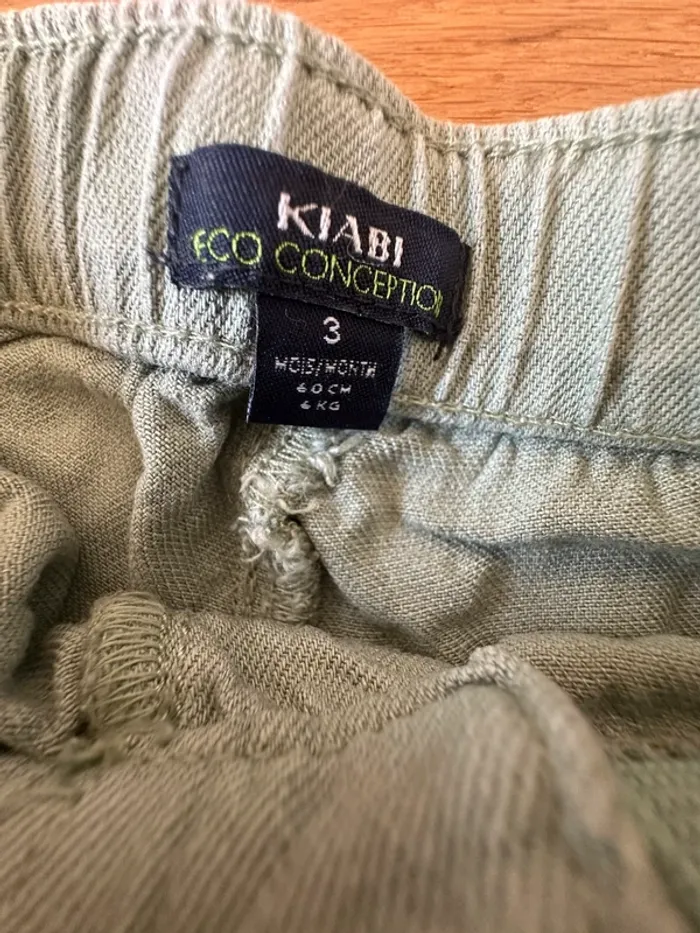 KIABI
ECO CONCEPTION
3
MOIS/MONTH
60 CM
6 KG